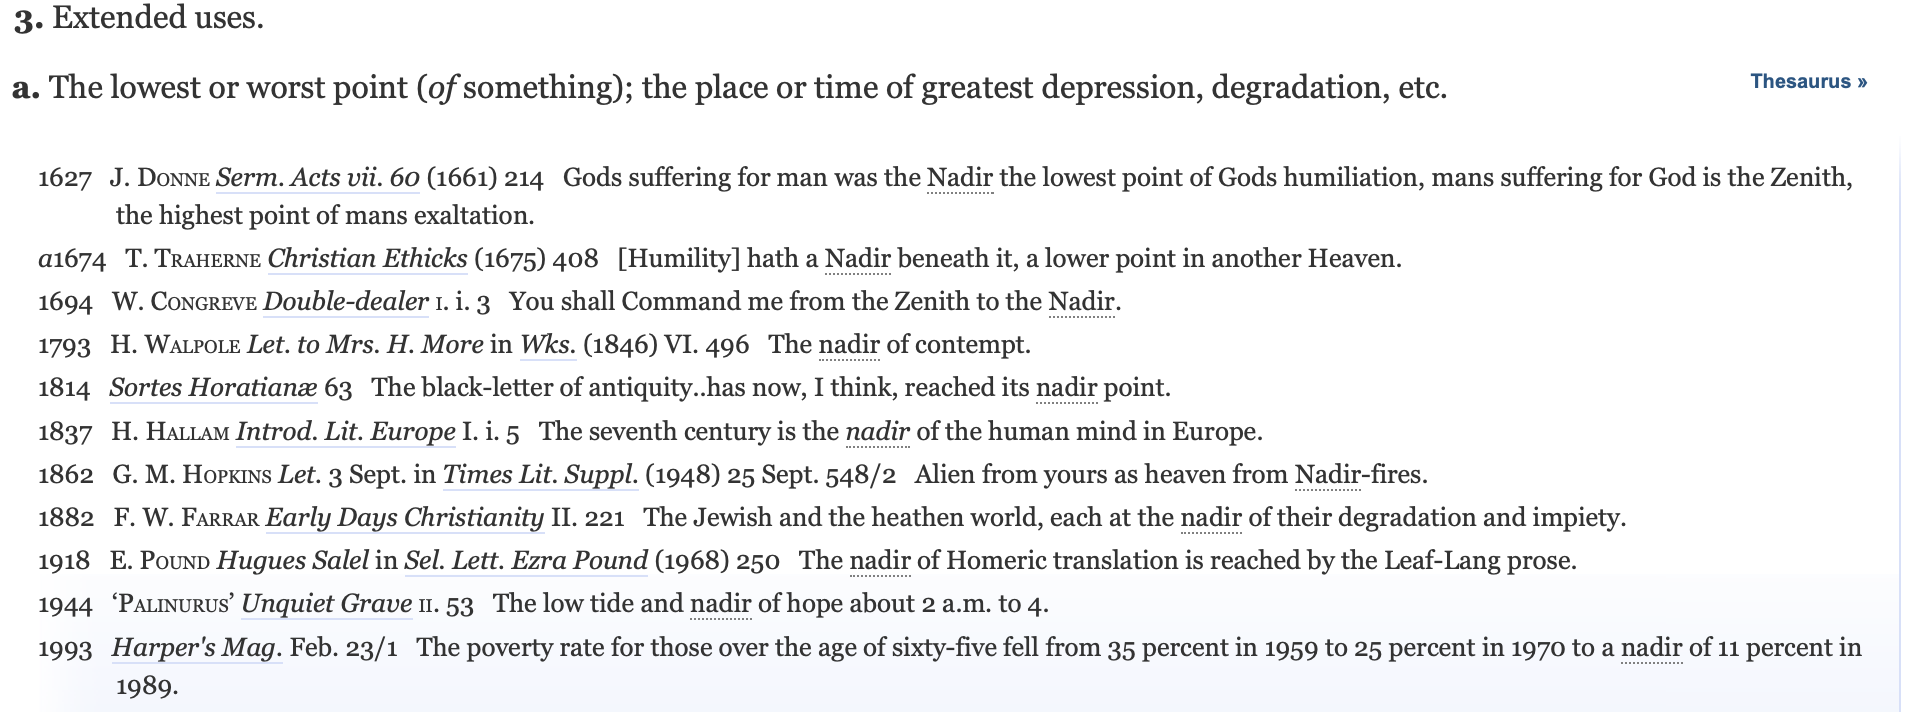 3. Extended uses.
a. The lowest or worst point (of something); the place or time of greatest depression, degradation, etc.
Thesaurus »
1627 J. DONNE Serm. Acts vii. 60 (1661) 214 Gods suffering for man was the Nadir the lowest point of Gods humiliation, mans suffering for God is the Zenith,
the highest point of mans exaltation.
a1674 T. TRAHERNE Christian Ethicks (1675) 408 [Humility] hath a Nadir beneath it, a lower point in another Heaven.
1694 W. CONGREVE Double-dealer I. i. 3 You shall Command me from the Zenith to the Nadir.
1793 H. WALPOLE Let. to Mrs. H. More in Wks. (1846) VI. 496 The nadir of contempt.
1814 Sortes Horatianæ 63 The black-letter of antiquity..has now, I think, reached its nadir point.
1837 H. HALLAM Introd. Lit. Europe I. i. 5 The seventh century is the nadir of the human mind in Europe.
1862 G. M. HOPKINS Let. 3 Sept. in Times Lit. Suppl. (1948) 25 Sept. 548/2 Alien from yours as heaven from Nadir-fires.
1882 F. W. FARRAR Early Days Christianity II. 221 The Jewish and the heathen world, each at the nadir of their degradation and impiety.
1918 E. POUND Hugues Salel in Sel. Lett. Ezra Pound (1968) 250 The nadir of Homeric translation is reached by the Leaf-Lang prose.
1944 ‘PALINURUS’ Unquiet Grave II. 53 The low tide and nadir of hope about 2 a.m. to 4.
1993 Harper's Mag. Feb. 23/1 The poverty rate for those over the age of sixty-five fell from 35 percent in 1959 to 25 percent in 1970 to a nadir of 11 percent in
1989.